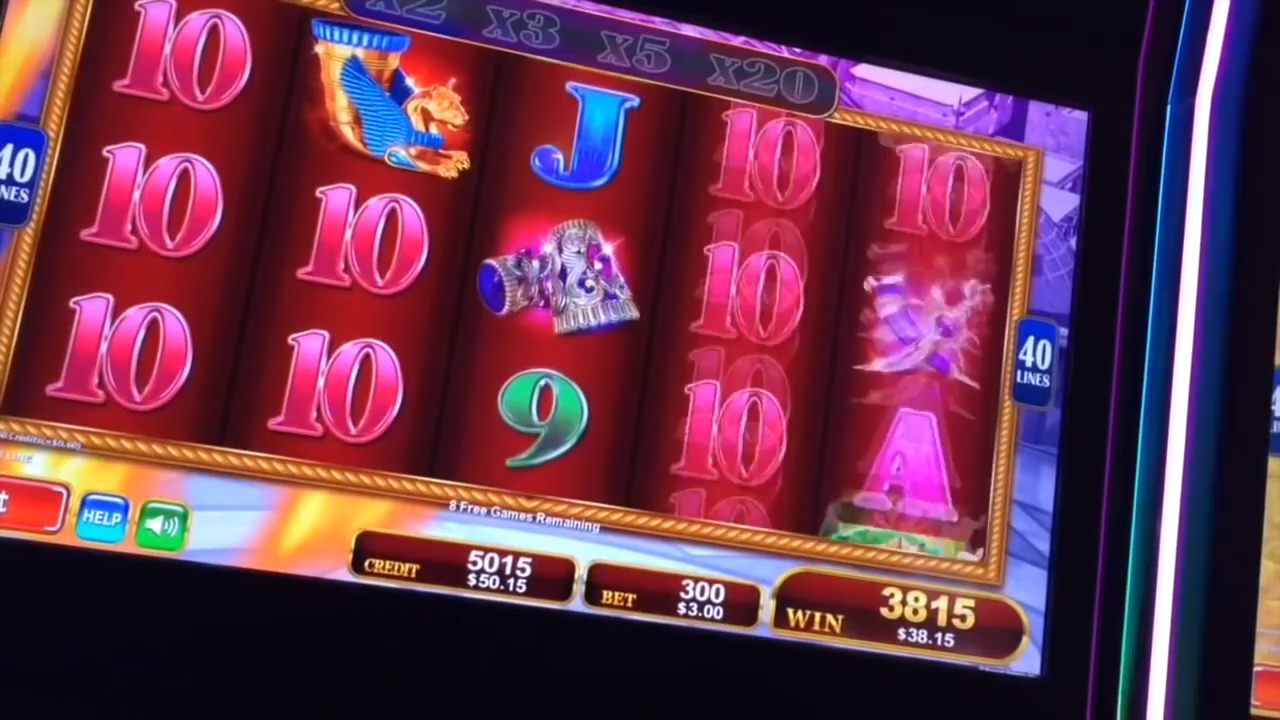 x2 x3 x5 x20
10 J 10 10
40
LINES
10 10 10
10 10 9 10 A
40
LINES
8 Free Games Remaining
HELP
CREDIT 5015
$50.15
BET 300
$3.00
WIN 3815
$38.15